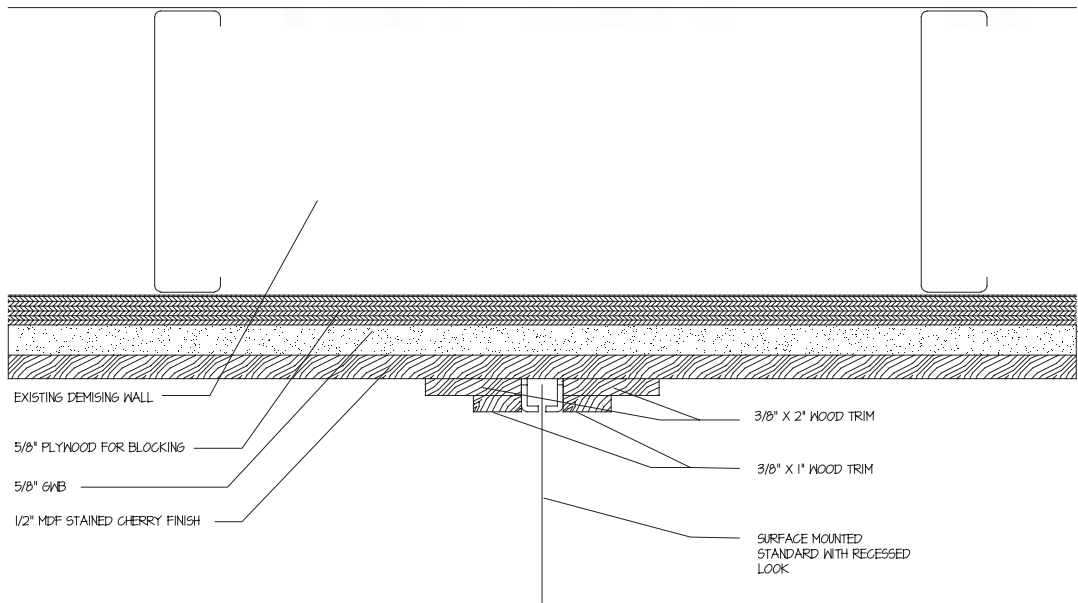 EXISTING DEMISING WALL
5/8" PLYWOOD FOR BLOCKING
5/8" GWB
1/2" MDF STAINED CHERRY FINISH
3/8" X 2" WOOD TRIM
3/8" X 1" WOOD TRIM
SURFACE MOUNTED
STANDARD WITH RECESSED
LOOK